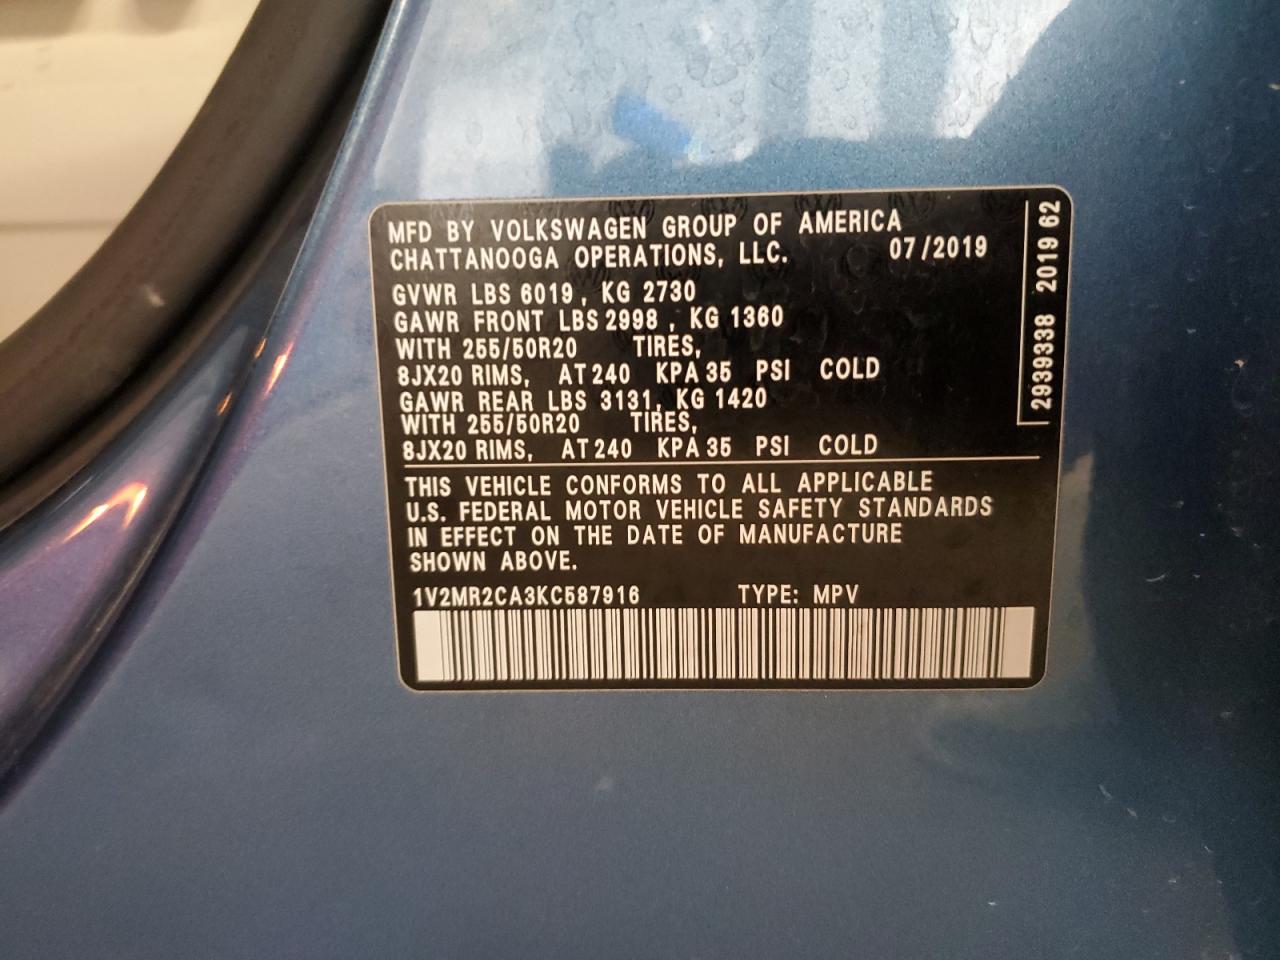 MFD BY VOLKSWAGEN GROUP OF AMERICA
CHATTANOOGA OPERATIONS, LLC. 07/2019
GVWR LBS 6019, KG 2730
GAWR FRONT LBS 2998 , KG 1360
WITH 255/50R20 TIRES,
8JX20 RIMS, AT 240 KPA 35 PSI COLD
GAWR REAR LBS 3131, KG 1420
WITH 255/50R20 TIRES,
8JX20 RIMS, AT 240 KPA 35 PSI COLD
THIS VEHICLE CONFORMS TO ALL APPLICABLE
U.S. FEDERAL MOTOR VEHICLE SAFETY STANDARDS
IN EFFECT ON THE DATE OF MANUFACTURE
SHOWN ABOVE.
1V2MR2CA3KC587916 TYPE: MPV
2939338 2019 62